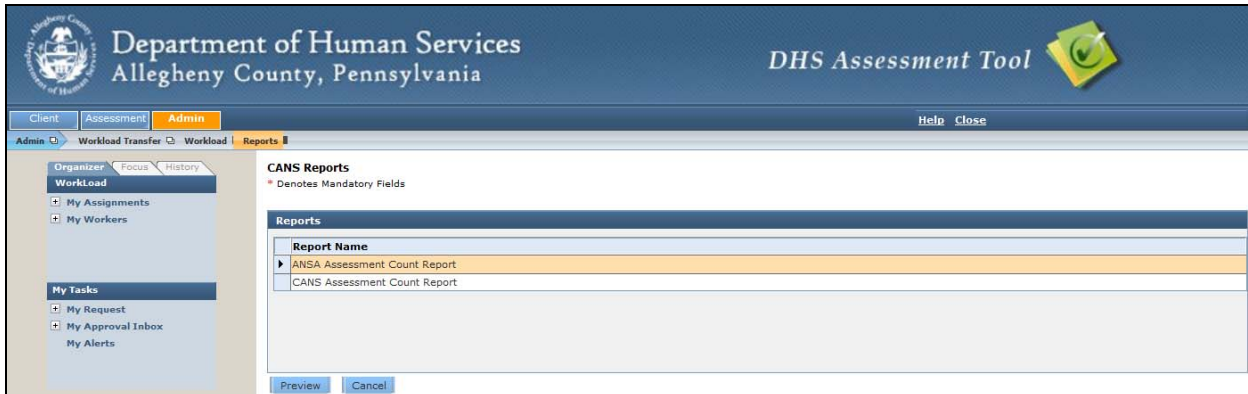 Department of Human Services
Allegheny County, Pennsylvania
DHS Assessment Tool
Client Assessment Admin
Help Close
Admin Workload Transfer Workload Reports
Organizer Focus History
WorkLoad
My Assignments
My Workers
My Tasks
My Request
My Approval Inbox
My Alerts
CANS Reports
* Denotes Mandatory Fields
Reports
Report Name
ANSA Assessment Count Report
CANS Assessment Count Report
Preview Cancel